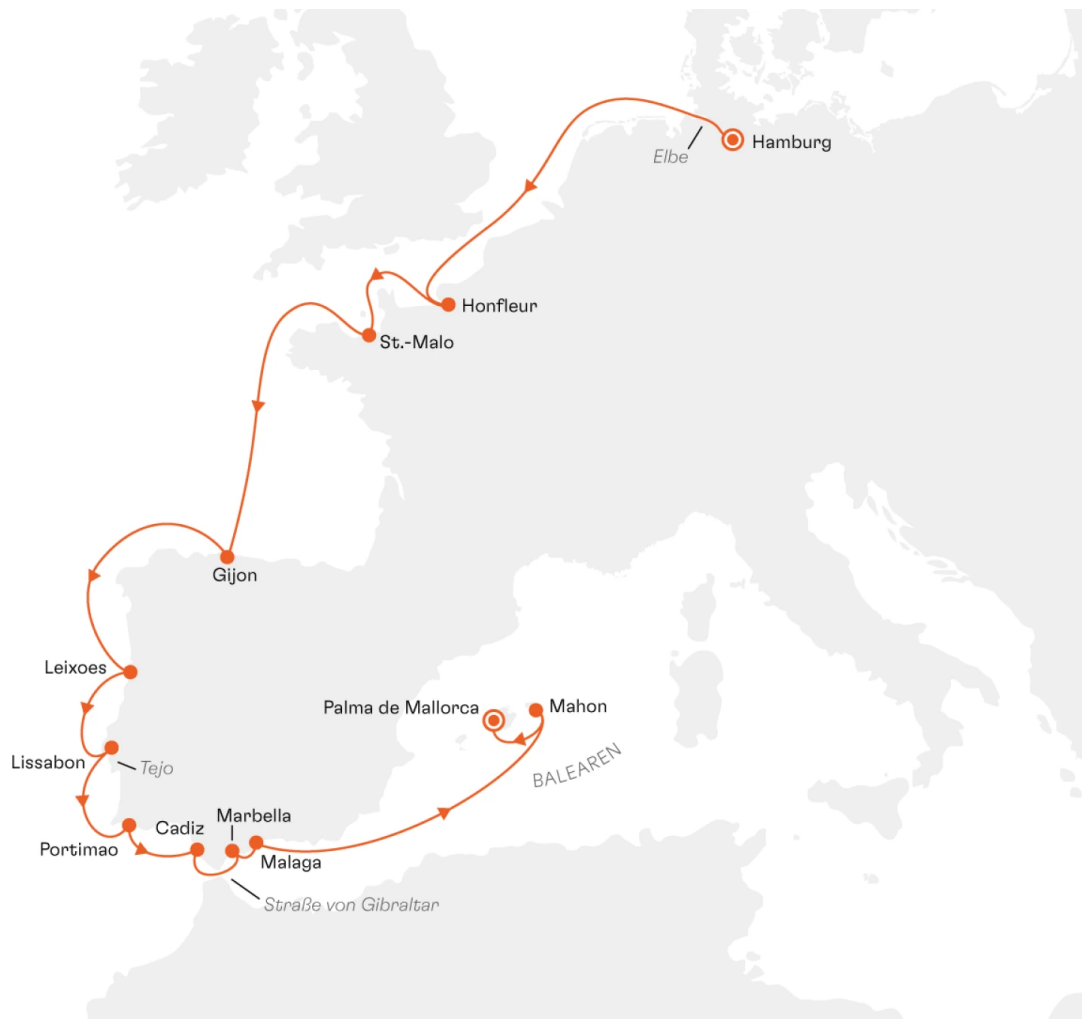 Hamburg
Elbe
Honfleur
St.-Malo
Gijon
Leixoes
Palma de Mallorca
Mahon
Lissabon
Tejo
BALEAREN
Marbella
Cadiz
Portimao
Malaga
Straße von Gibraltar